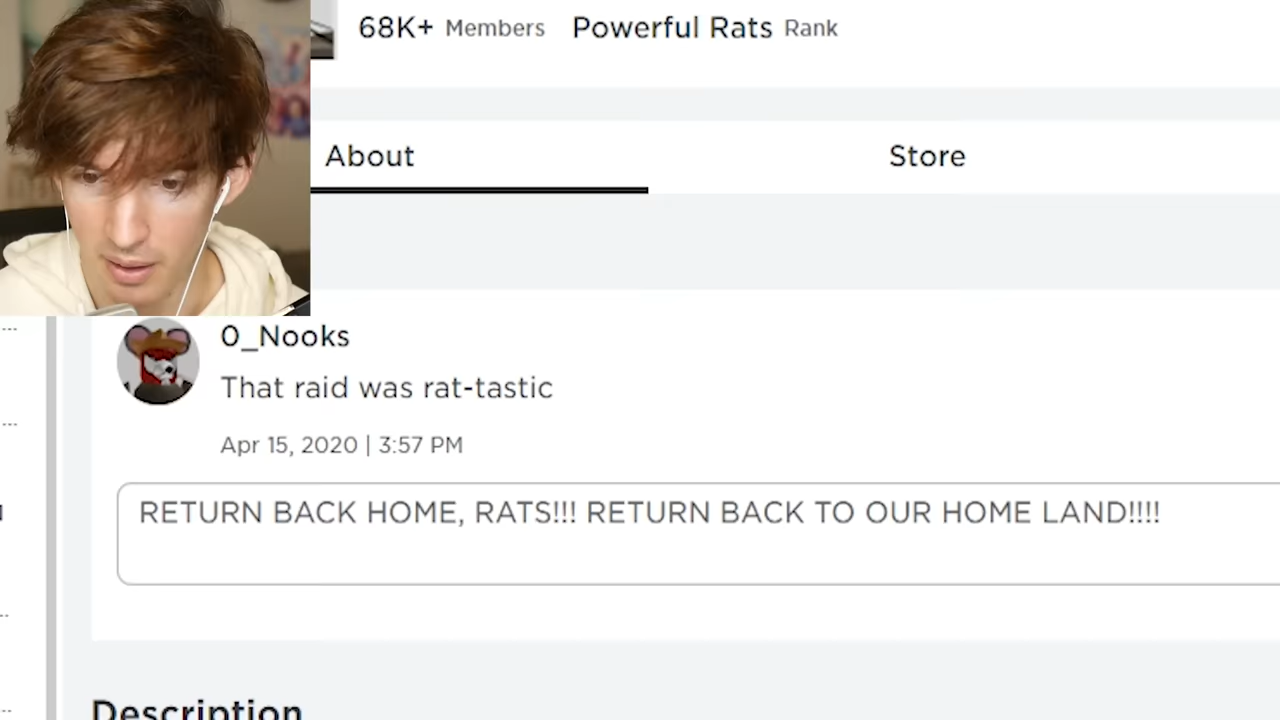 68K+ Members Powerful Rats Rank
About Store
0_Nooks
That raid was rat-tastic
Apr 15, 2020 | 3:57 PM
RETURN BACK HOME, RATS!!! RETURN BACK TO OUR HOME LAND!!!!
Description